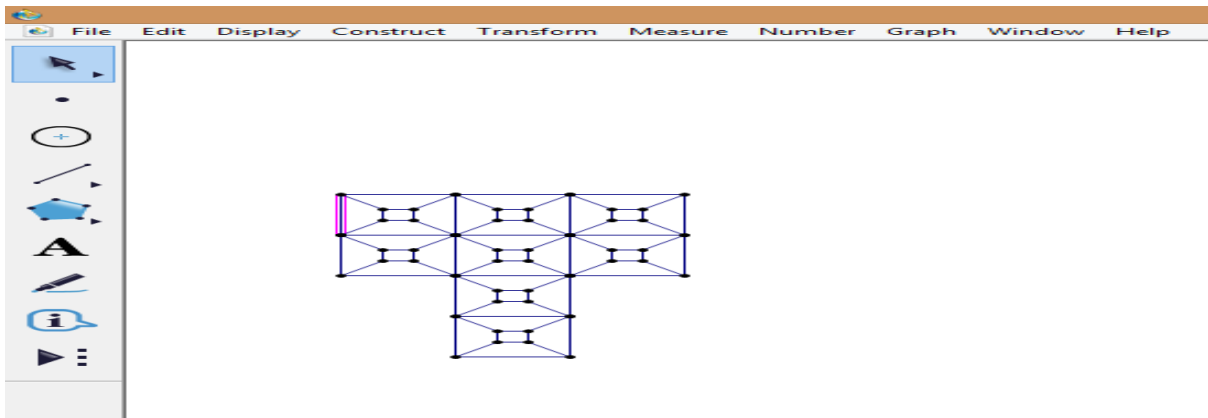 File Edit Display Construct Transform Measure Number Graph Window Help
A
i